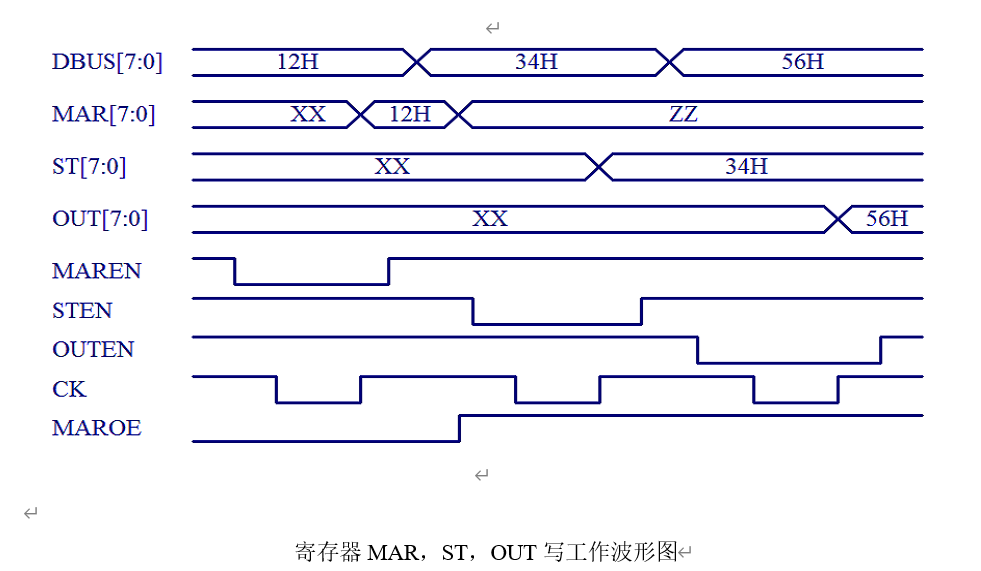 DBUS[7:0] 12H 34H 56H
MAR[7:0] XX 12H ZZ
ST[7:0] XX 34H
OUT[7:0] XX 56H
MAREN
STEN
OUTEN
CK
MAROE
寄存器 MAR，ST，OUT 写工作波形图